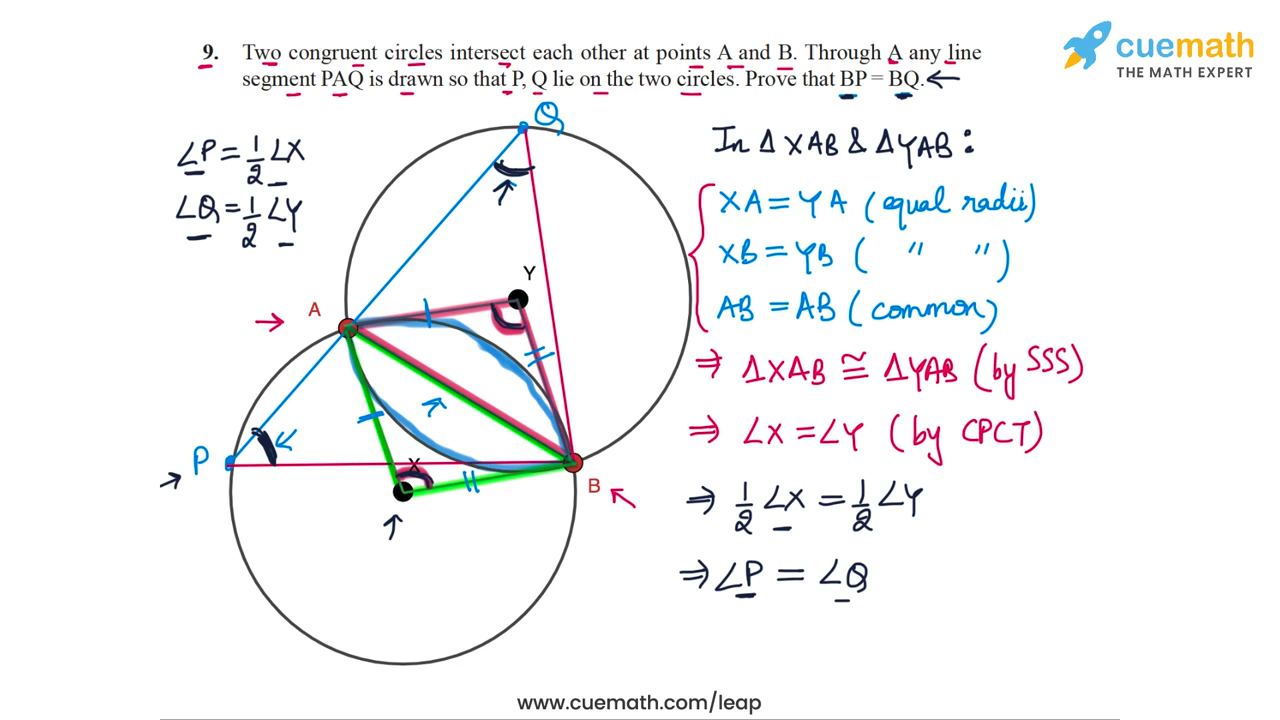 9. Two congruent circles intersect each other at points A and B. Through A any line
segment PAQ is drawn so that P, Q lie on the two circles. Prove that BP = BQ.
cuemath
THE MATH EXPERT
∠P = 1/2 ∠X
∠Q = 1/2 ∠Y
Q
Y
A
P
X
B
In Δ XAB & Δ YAB :
XA = YA (equal radii)
XB = YB ( " " )
AB = AB (common)
⇒ ΔXAB ≅ ΔYAB (by SSS)
⇒ ∠X = ∠Y (by CPCT)
⇒ 1/2 ∠X = 1/2 ∠Y
⇒ ∠P = ∠Q
www.cuemath.com/leap